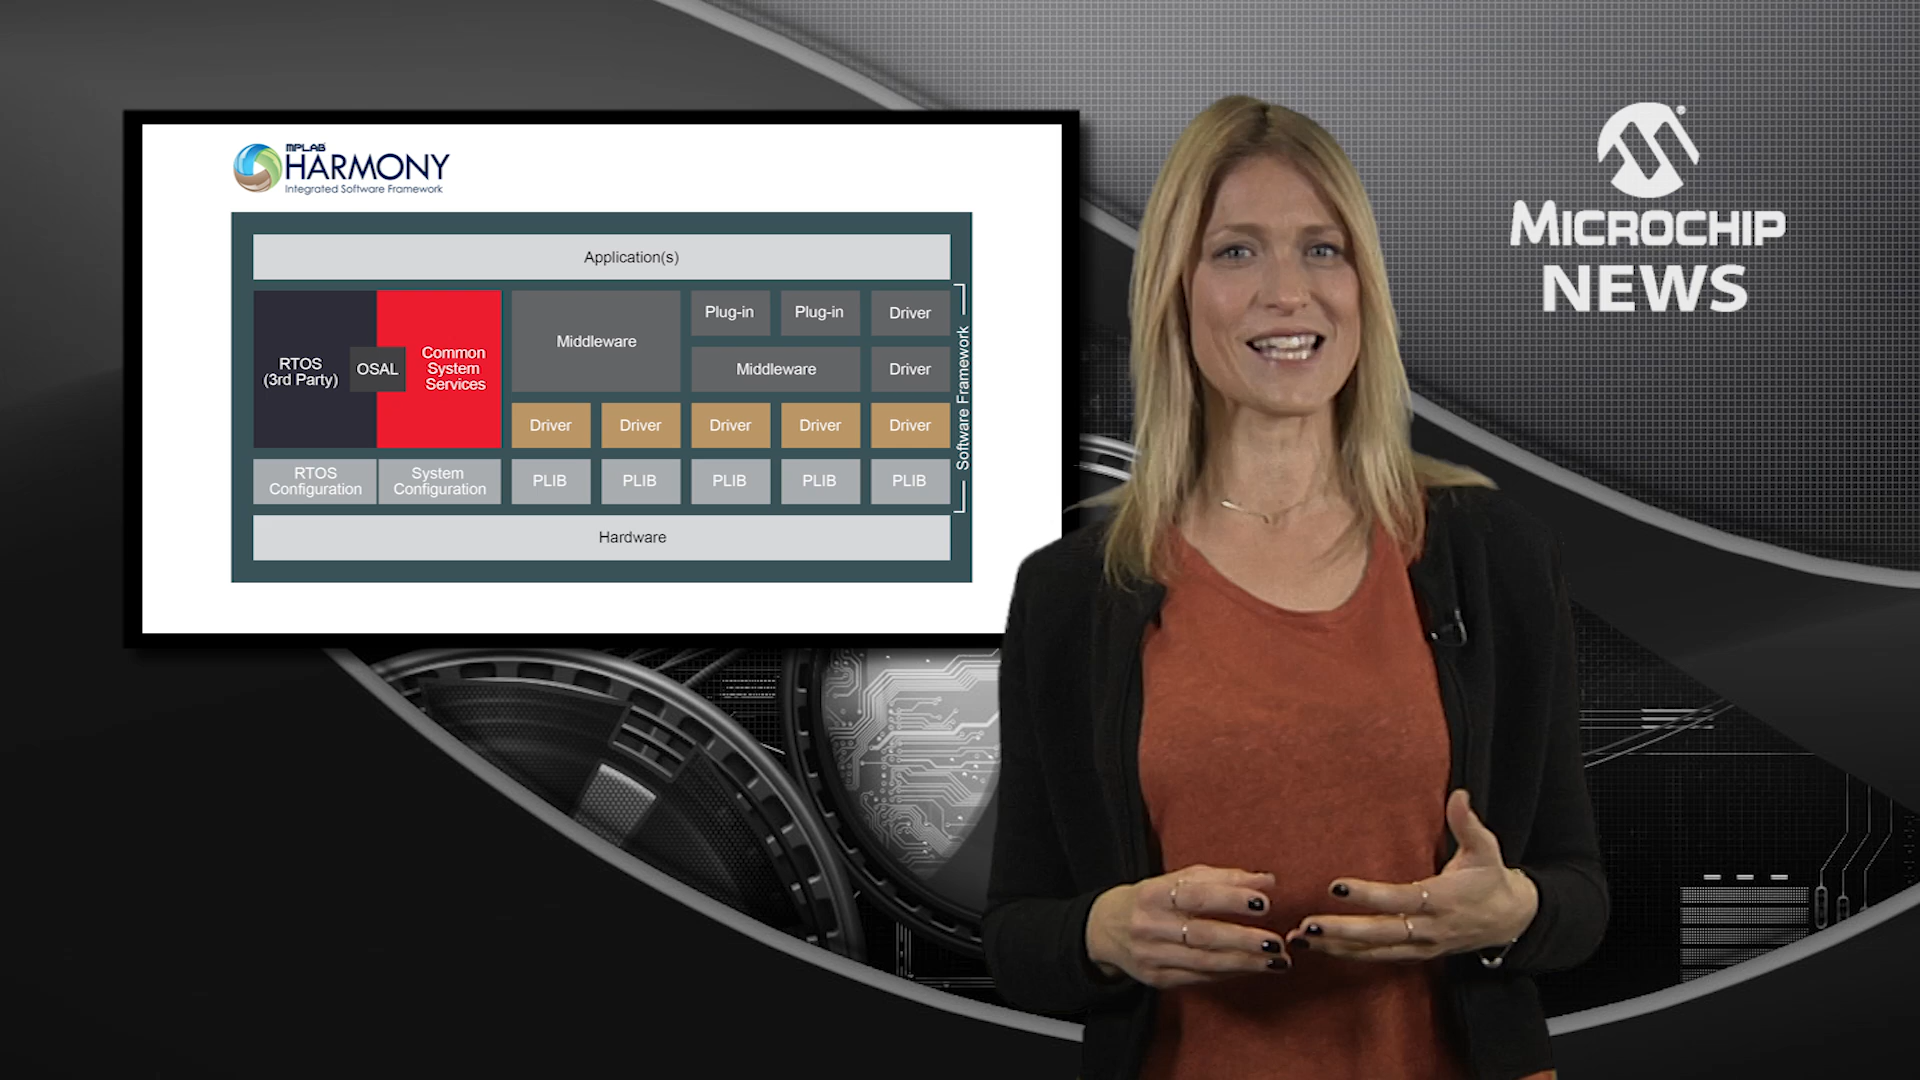 MPLAB®
HARMONY
Integrated Software Framework
Application(s)
RTOS
(3rd Party)
OSAL
Common
System
Services
Middleware
Plug-in
Plug-in
Driver
Middleware
Driver
Driver
Driver
Driver
Driver
Driver
RTOS
Configuration
System
Configuration
PLIB
PLIB
PLIB
PLIB
PLIB
Software Framework
Hardware
MICROCHIP
NEWS